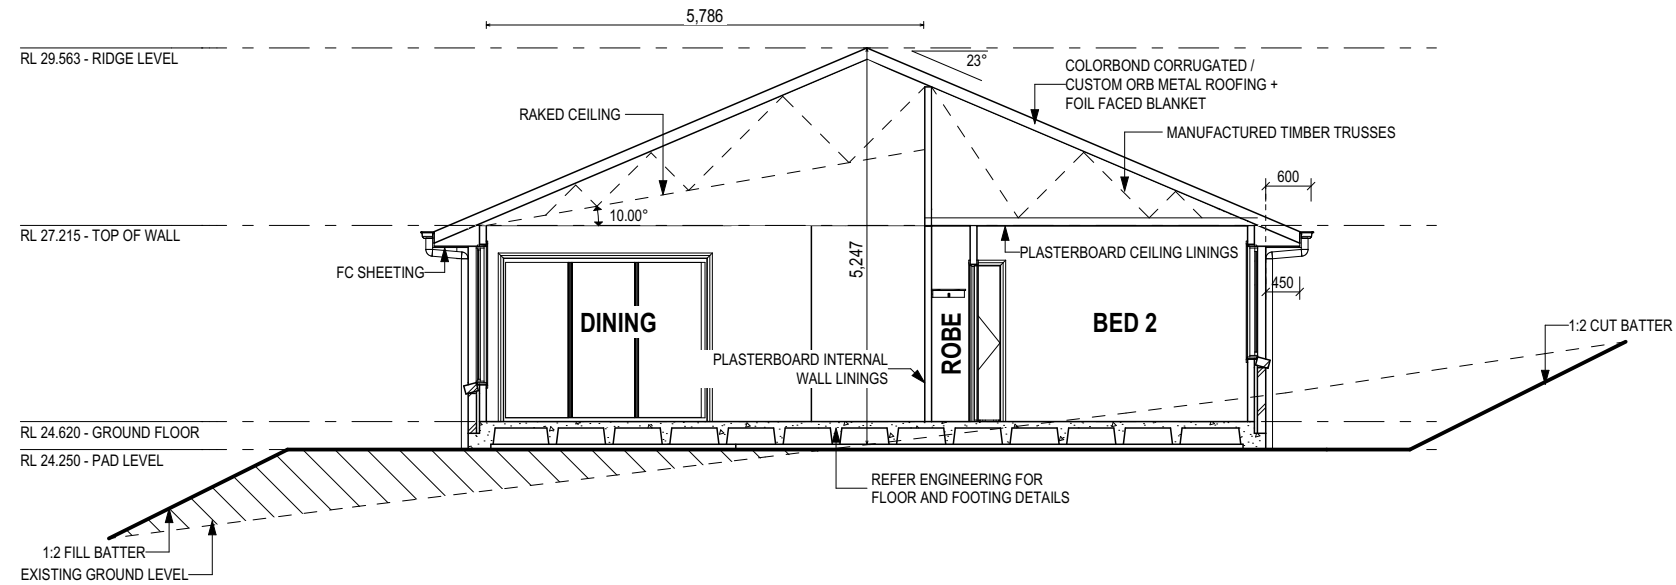 5,786
RL 29.563 - RIDGE LEVEL
23°
COLORBOND CORRUGATED /
CUSTOM ORB METAL ROOFING +
FOIL FACED BLANKET
RAKED CEILING
MANUFACTURED TIMBER TRUSSES
600
10.00°
RL 27.215 - TOP OF WALL
PLASTERBOARD CEILING LININGS
FC SHEETING
5,247
450
DINING
ROBE
BED 2
1:2 CUT BATTER
PLASTERBOARD INTERNAL
WALL LININGS
RL 24.620 - GROUND FLOOR
RL 24.250 - PAD LEVEL
REFER ENGINEERING FOR
FLOOR AND FOOTING DETAILS
1:2 FILL BATTER
EXISTING GROUND LEVEL